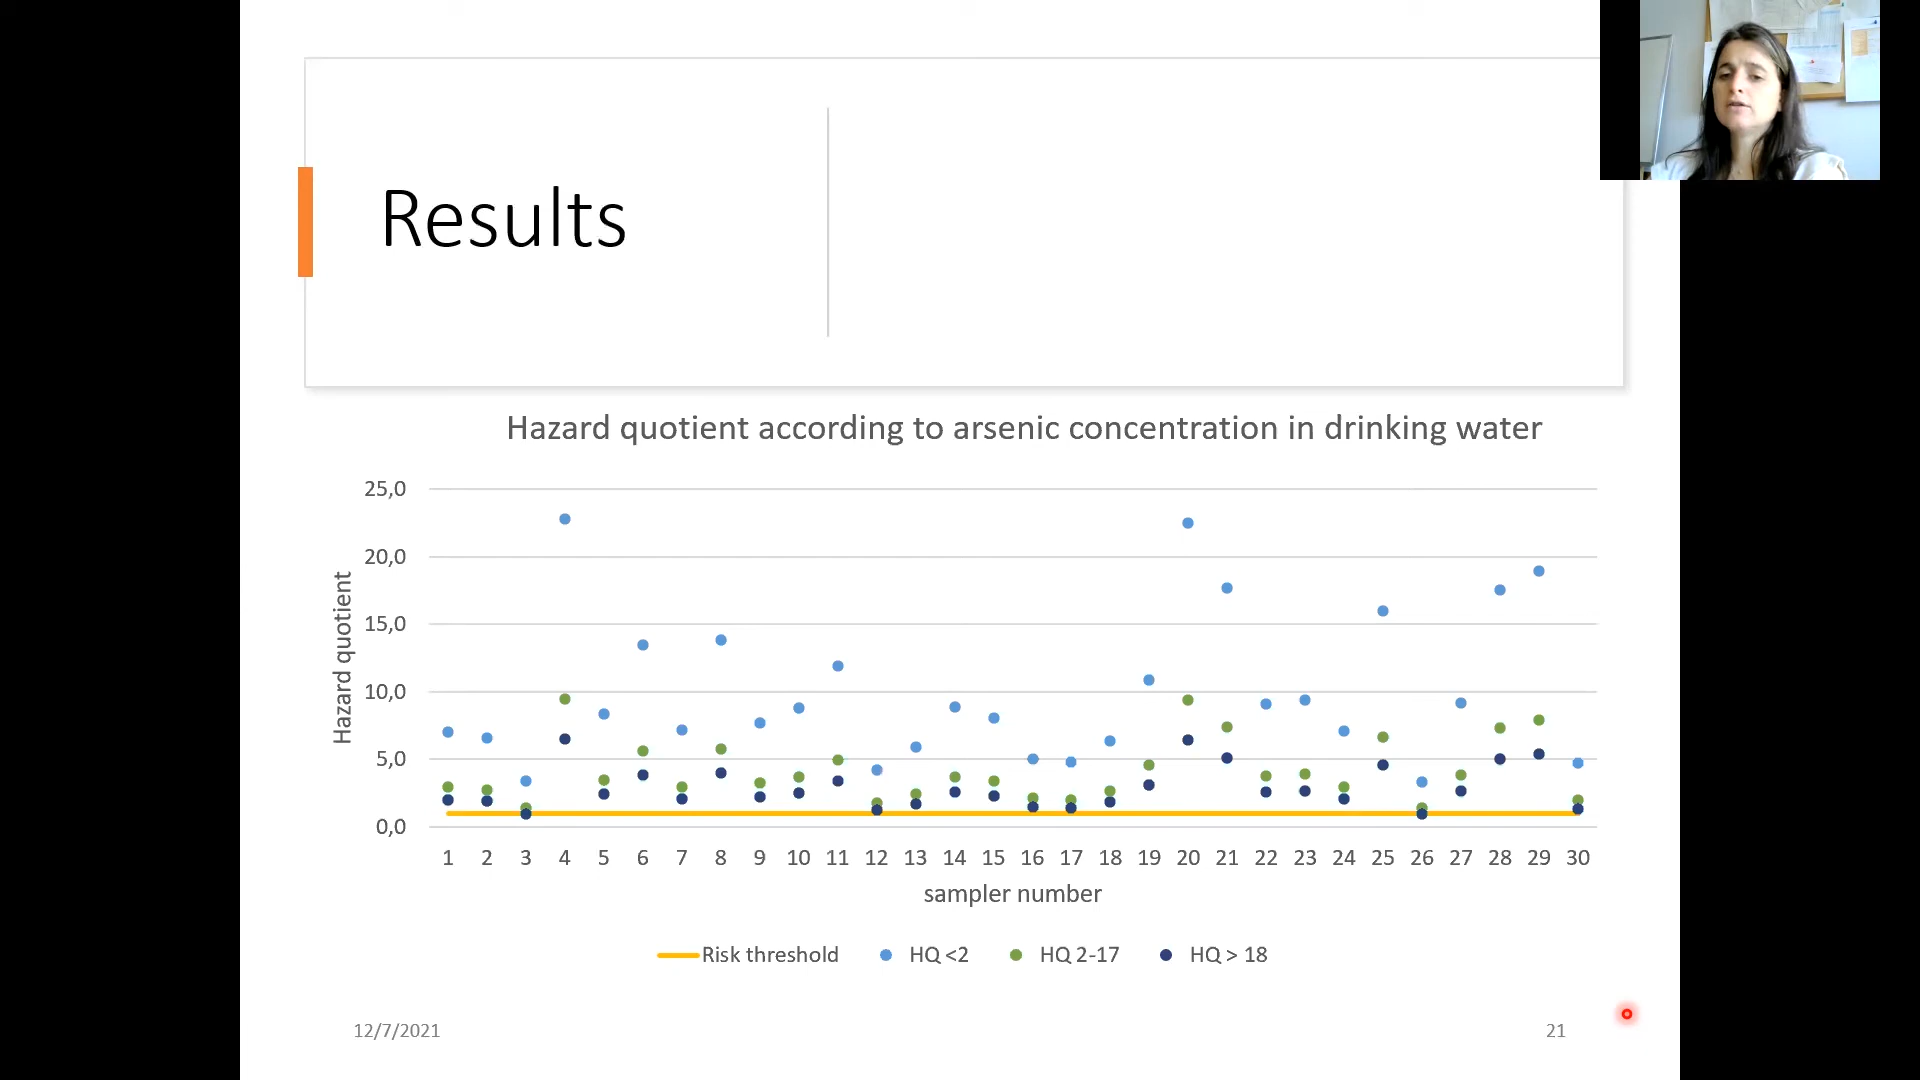 Results
Hazard quotient according to arsenic concentration in drinking water
25,0
20,0
15,0
10,0
5,0
0,0
Hazard quotient
1 2 3 4 5 6 7 8 9 10 11 12 13 14 15 16 17 18 19 20 21 22 23 24 25 26 27 28 29 30
sampler number
Risk threshold HQ <2 HQ 2-17 HQ > 18
12/7/2021 21